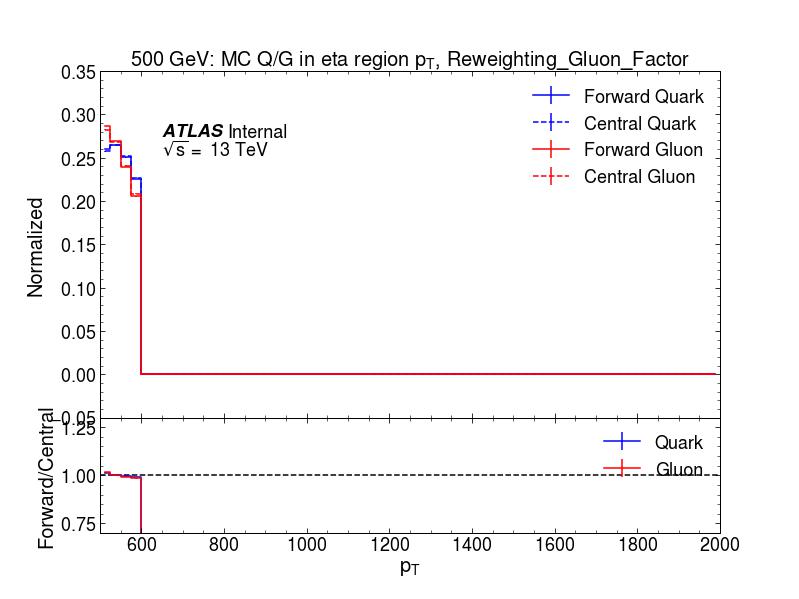 500 GeV: MC Q/G in eta region pT, Reweighting_Gluon_Factor
0.35
0.30
0.25
0.20
0.15
0.10
0.05
0.00
Normalized
ATLAS Internal
√s = 13 TeV
Forward Quark
Central Quark
Forward Gluon
Central Gluon
0.05
1.25
1.00
0.75
Forward/Central
Quark
Gluon
600 800 1000 1200 1400 1600 1800 2000
pT